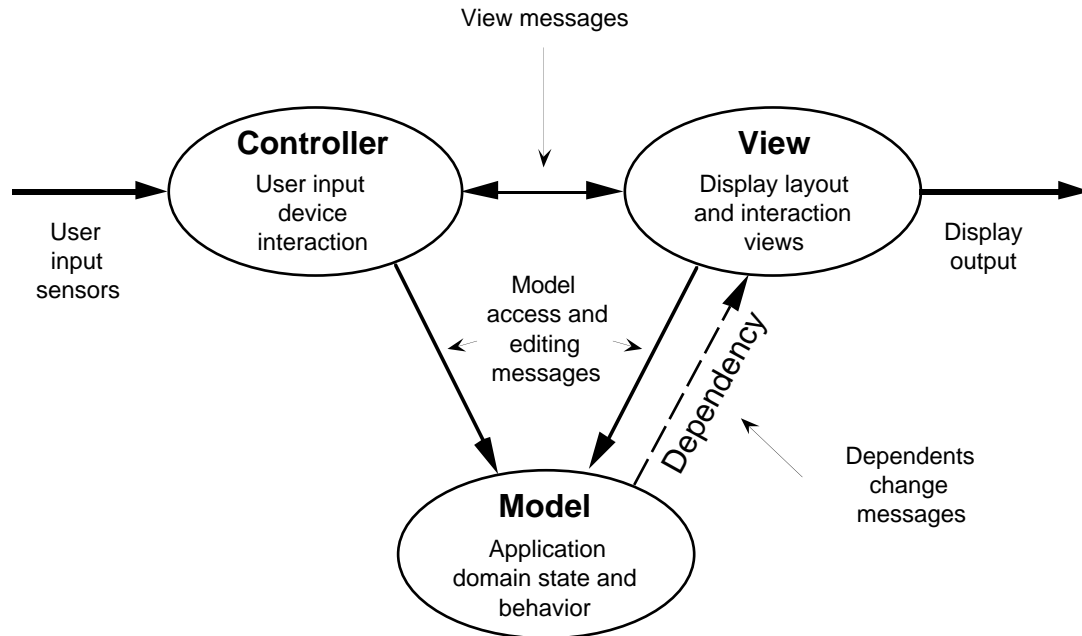 View messages
Controller
User input
device
interaction
View
Display layout
and interaction
views
User
input
sensors
Display
output
Model
access and
editing
messages
Dependency
Dependents
change
messages
Model
Application
domain state and
behavior